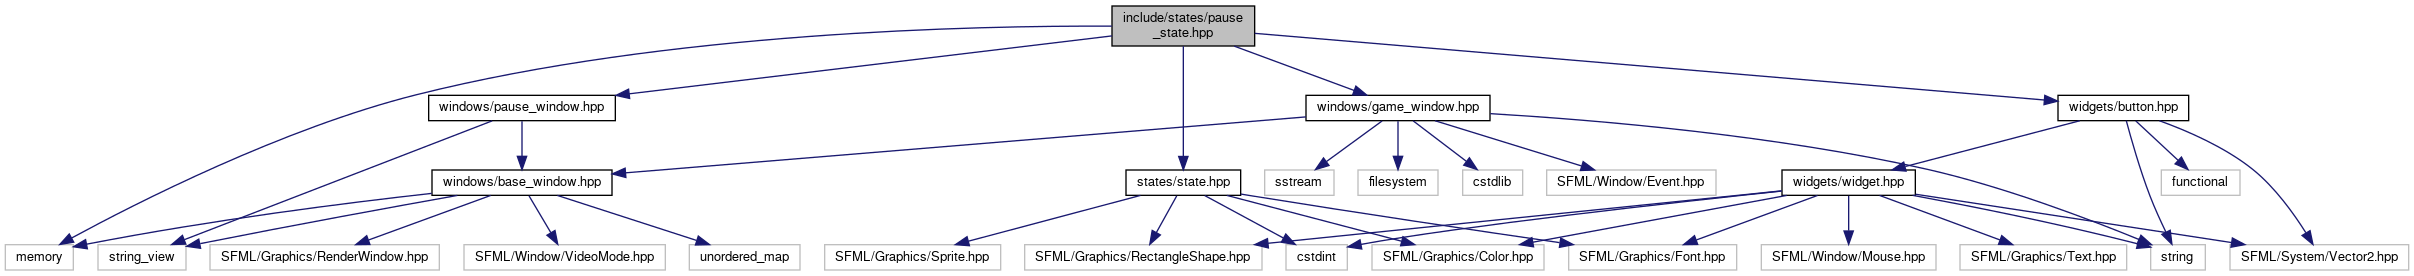 include/states/pause
_state.hpp
windows/pause_window.hpp
windows/game_window.hpp
widgets/button.hpp
windows/base_window.hpp
states/state.hpp
sstream
filesystem
cstdlib
SFML/Window/Event.hpp
widgets/widget.hpp
functional
memory
string_view
SFML/Graphics/RenderWindow.hpp
SFML/Window/VideoMode.hpp
unordered_map
SFML/Graphics/Sprite.hpp
SFML/Graphics/RectangleShape.hpp
cstdint
SFML/Graphics/Color.hpp
SFML/Graphics/Font.hpp
SFML/Window/Mouse.hpp
SFML/Graphics/Text.hpp
string
SFML/System/Vector2.hpp